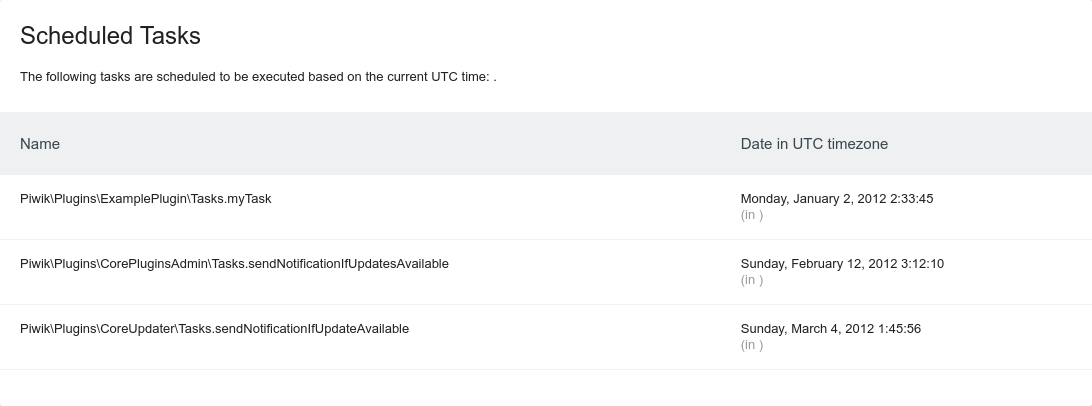 Scheduled Tasks
The following tasks are scheduled to be executed based on the current UTC time: .
Name Date in UTC timezone
Piwik\Plugins\ExamplePlugin\Tasks.myTask Monday, January 2, 2012 2:33:45
(in )
Piwik\Plugins\CorePluginsAdmin\Tasks.sendNotificationIfUpdatesAvailable Sunday, February 12, 2012 3:12:10
(in )
Piwik\Plugins\CoreUpdater\Tasks.sendNotificationIfUpdateAvailable Sunday, March 4, 2012 1:45:56
(in )